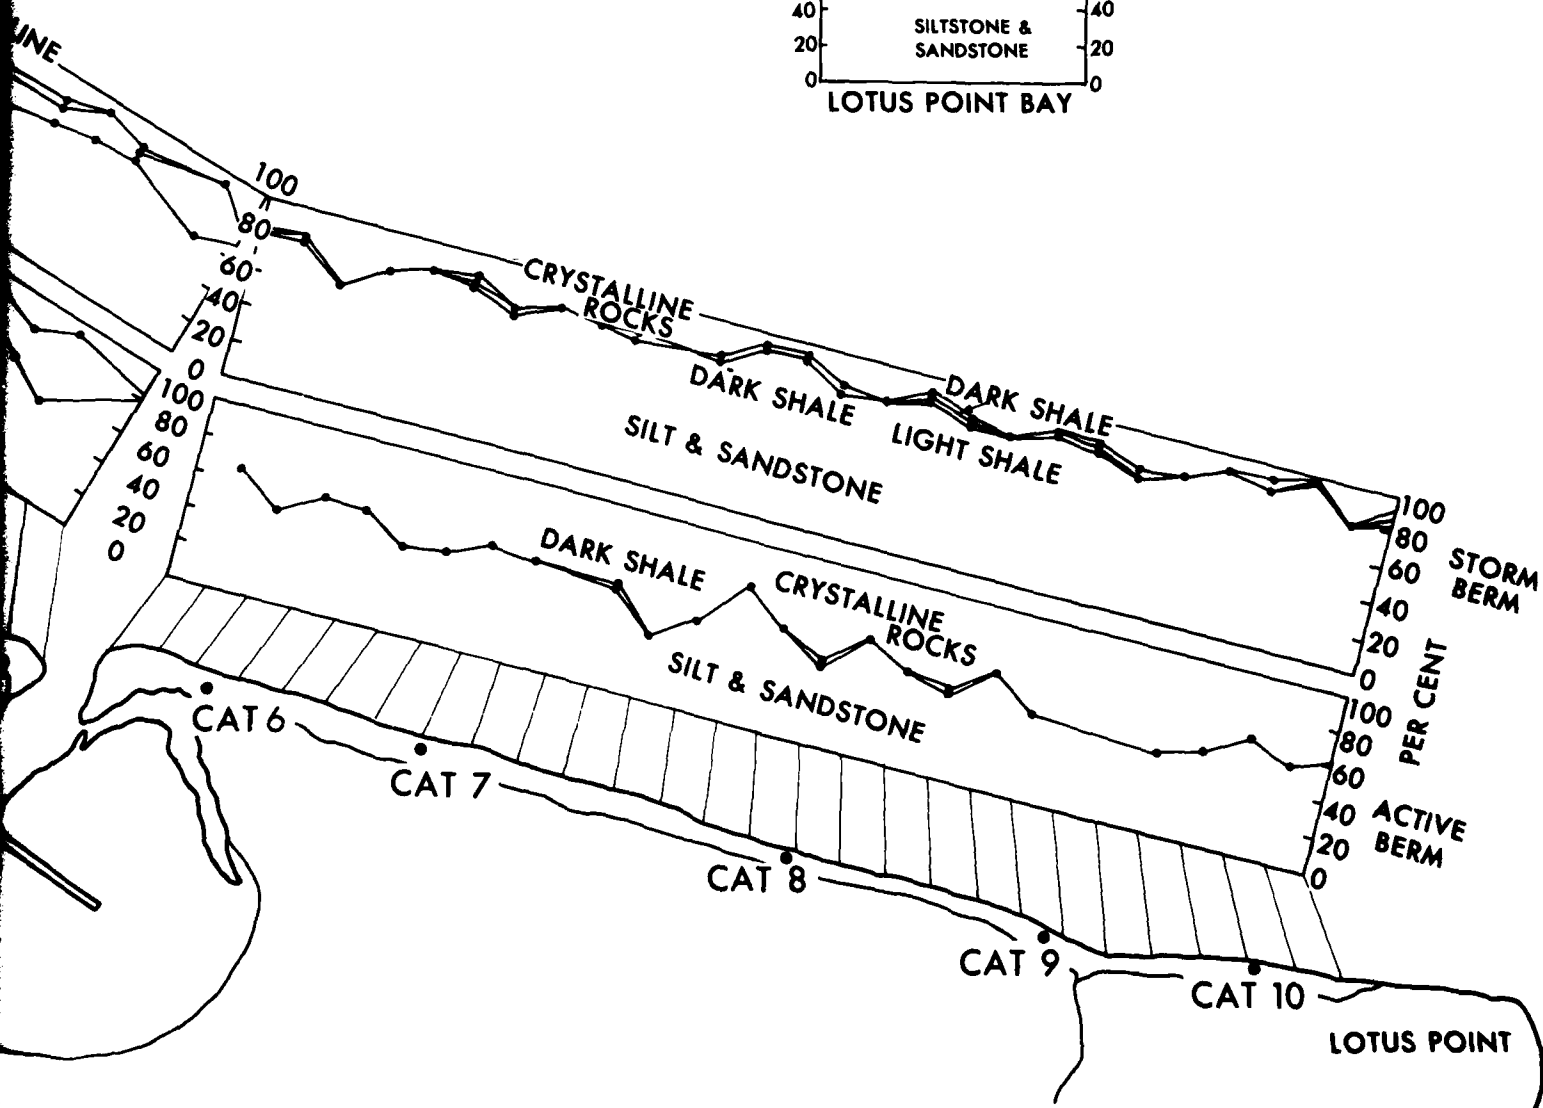 40
40
SILTSTONE &
20
20
SANDSTONE
0
0
LOTUS POINT BAY
100
80
60
40
20
0
CRYSTALLINE
ROCKS
DARK SHALE
DARK SHALE
LIGHT SHALE
SILT & SANDSTONE
100
80
60
40
20
0
STORM
BERM
100
80
60
40
20
0
DARK SHALE
CRYSTALLINE
ROCKS
SILT & SANDSTONE
100
80
60
40
20
0
PER CENT
ACTIVE
BERM
CAT 6
CAT 7
CAT 8
CAT 9
CAT 10
LOTUS POINT